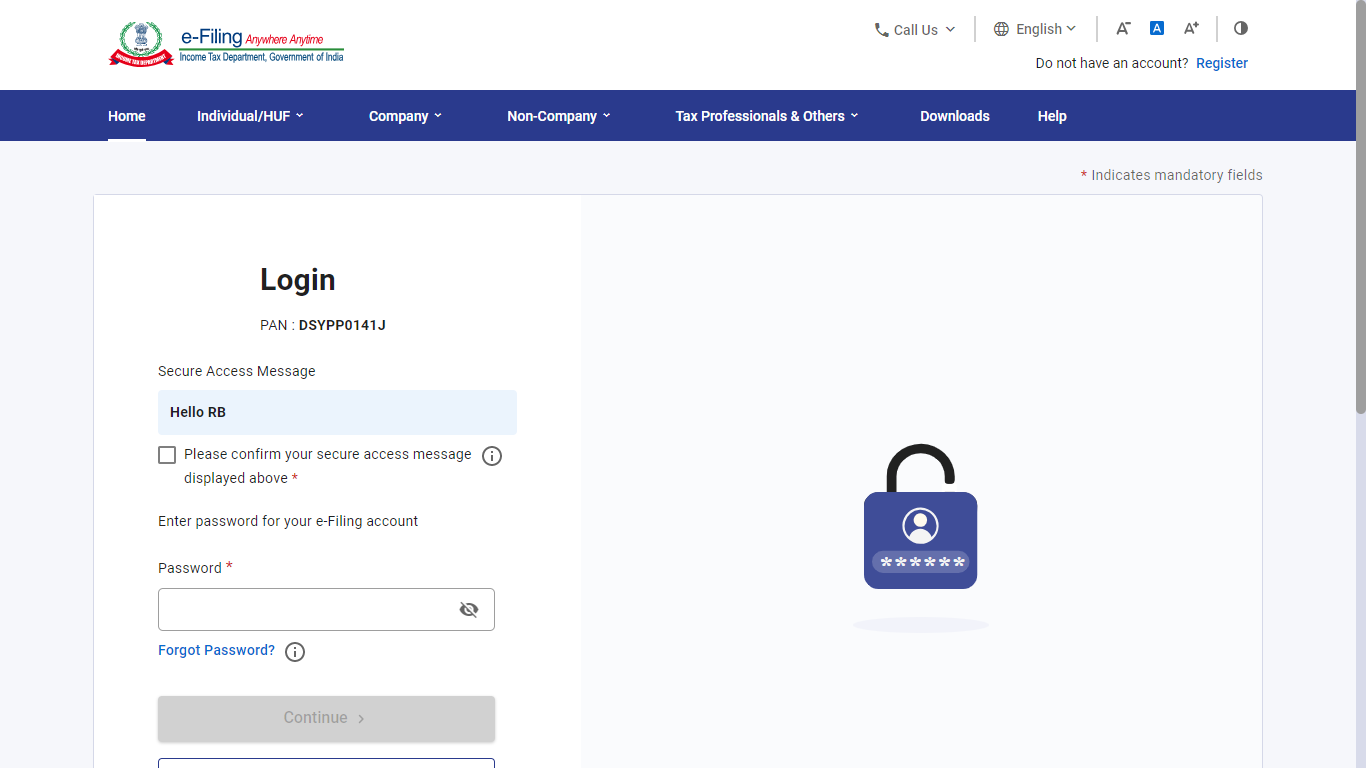 e-Filing Anywhere Anytime
Income Tax Department, Government of India
INCOME TAX DEPARTMENT
Call Us
English
A-
A
A+
Do not have an account? Register
Home
Individual/HUF
Company
Non-Company
Tax Professionals & Others
Downloads
Help
* Indicates mandatory fields
Login
PAN : DSYPP0141J
Secure Access Message
Hello RB
Please confirm your secure access message
displayed above *
Enter password for your e-Filing account
Password *
Forgot Password?
Continue
******